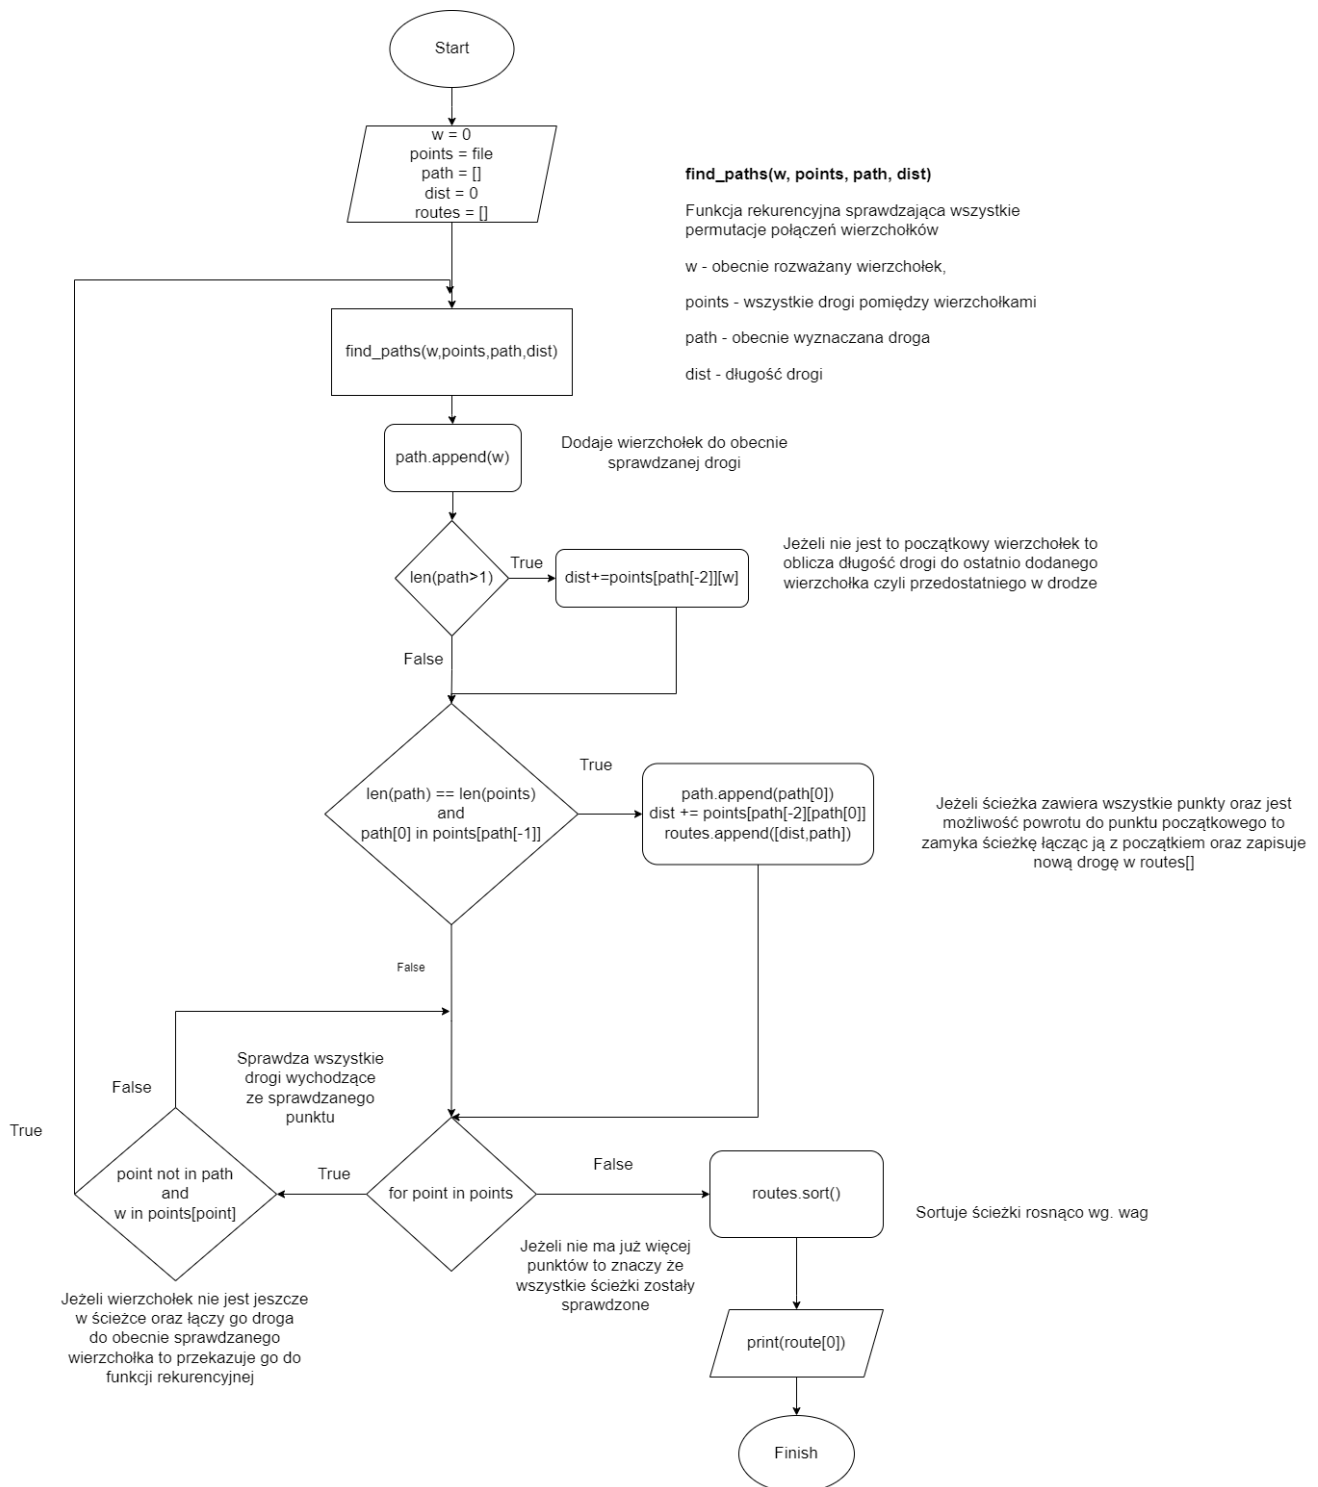 Start
w = 0
points = file
path = []
dist = 0
routes = []
find_paths(w, points, path, dist)
Funkcja rekurencyjna sprawdzająca wszystkie
permutacje połączeń wierzchołków
w - obecnie rozważany wierzchołek,
points - wszystkie drogi pomiędzy wierzchołkami
path - obecnie wyznaczana droga
dist - długość drogi
find_paths(w,points,path,dist)
path.append(w)
Dodaje wierzchołek do obecnie
sprawdzanej drogi
len(path>1)
True
dist+=points[path[-2]][w]
Jeżeli nie jest to początkowy wierzchołek to
oblicza długość drogi do ostatnio dodanego
wierzchołka czyli przedostatniego w drodze
False
len(path) == len(points)
and
path[0] in points[path[-1]]
True
path.append(path[0])
dist += points[path[-2][path[0]]
routes.append([dist,path])
Jeżeli ścieżka zawiera wszystkie punkty oraz jest
możliwość powrotu do punktu początkowego to
zamyka ścieżkę łącząc ją z początkiem oraz zapisuje
nową drogę w routes[]
False
Sprawdza wszystkie
drogi wychodzące
ze sprawdzanego
punktu
False
True
point not in path
and
w in points[point]
True
for point in points
False
routes.sort()
Sortuje ścieżki rosnąco wg. wag
Jeżeli nie ma już więcej
punktów to znaczy że
wszystkie ścieżki zostały
sprawdzone
Jeżeli wierzchołek nie jest jeszcze
w ścieżce oraz łączy go droga
do obecnie sprawdzanego
wierzchołka to przekazuje go do
funkcji rekurencyjnej
print(route[0])
Finish